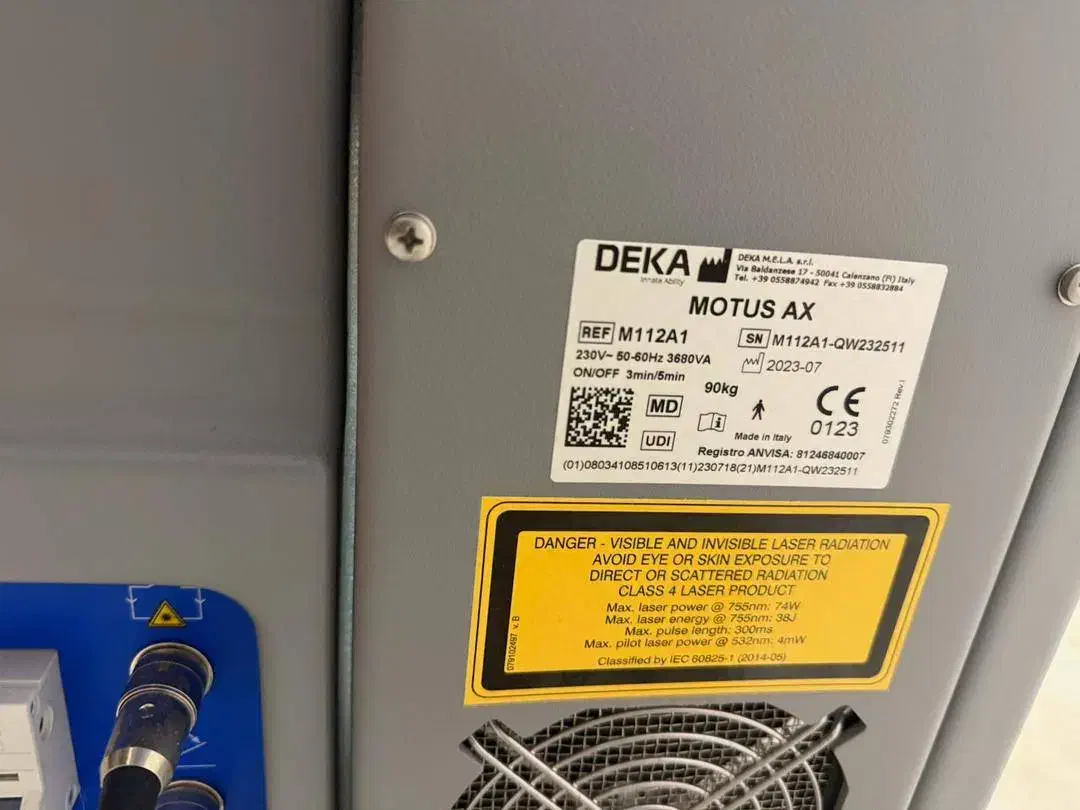 DEKA
Innate Ability
DEKA M.E.L.A. s.r.l.
Via Baldanzese 17 - 50041 Calenzano (FI) Italy
Tel. +39 0558874942 Fax +39 0558832884
MOTUS AX
REF M112A1
SN M112A1-QW232511
230V~ 50-60Hz 3680VA
2023-07
ON/OFF 3min/5min
90kg
MD
CE
0123
UDI
Made in Italy
Registro ANVISA: 81246840007
(01)08034108510613(11)230718(21)M112A1-QW232511
079302272 Rev.I
DANGER - VISIBLE AND INVISIBLE LASER RADIATION
AVOID EYE OR SKIN EXPOSURE TO
DIRECT OR SCATTERED RADIATION
CLASS 4 LASER PRODUCT
Max. laser power @ 755nm: 74W
Max. laser energy @ 755nm: 38J
Max. pulse length: 300ms
Max. pilot laser power @ 532nm: 4mW
Classified by IEC 60825-1 (2014-05)
079102497 v. B